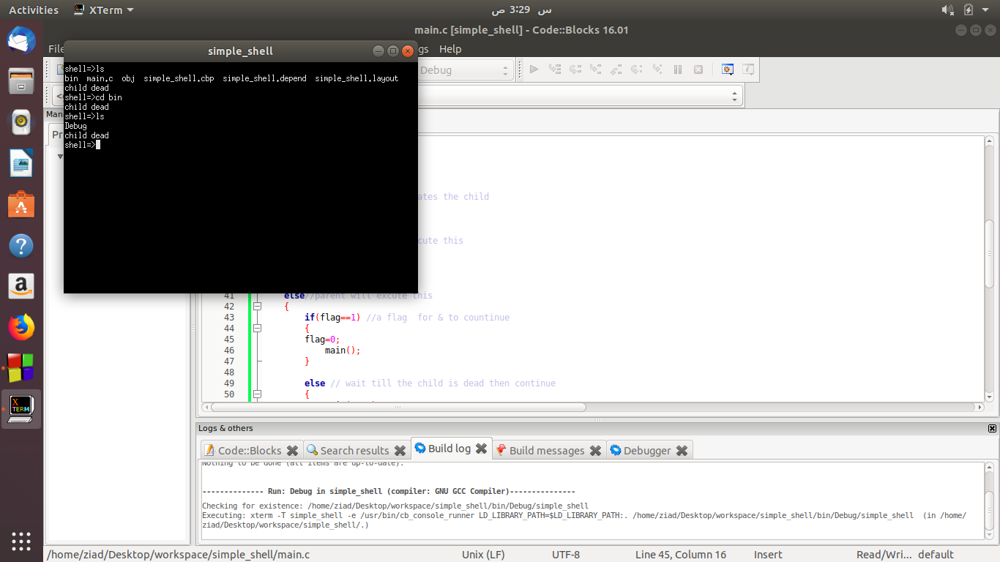 Activities XTerm س 3:29 ص
main.c [simple_shell] - Code::Blocks 16.01
simple_shell
Help
shell=>ls
bin main.c obj simple_shell.cbp simple_shell.depend simple_shell.layout
child dead
shell=>cd bin
child dead
shell=>ls
Debug
child dead
shell=>
Debug
the child
this
41 else//parent will excute this
42 {
43 if(flag==1) //a flag for & to countinue
44 {
45 flag=0;
46 main();
47 }
48
49 else // wait till the child is dead then continue
50 {
Logs & others
Code::Blocks Search results Build log Build messages Debugger
Nothing to be done (all items are up-to-date).
-------------- Run: Debug in simple_shell (compiler: GNU GCC Compiler)---------------
Checking for existence: /home/ziad/Desktop/workspace/simple_shell/bin/Debug/simple_shell
Executing: xterm -T simple_shell -e /usr/bin/cb_console_runner LD_LIBRARY_PATH=$LD_LIBRARY_PATH:. /home/ziad/Desktop/workspace/simple_shell/bin/Debug/simple_shell (in /home/
ziad/Desktop/workspace/simple_shell/.)
/home/ziad/Desktop/workspace/simple_shell/main.c Unix (LF) UTF-8 Line 45, Column 16 Insert Read/Wri... default